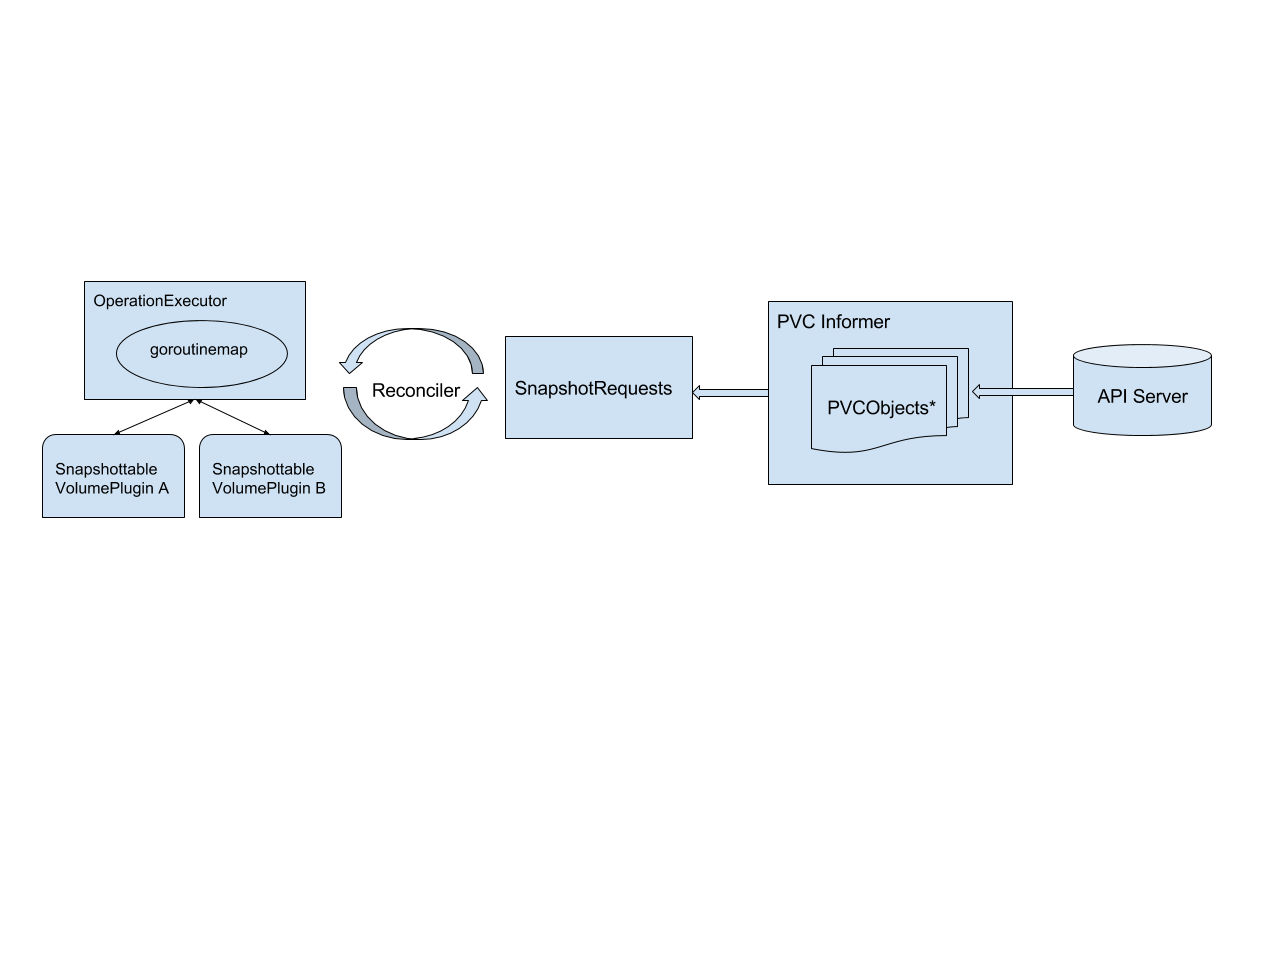 OperationExecutor
goroutinemap
Snapshottable
VolumePlugin A
Snapshottable
VolumePlugin B
Reconciler
SnapshotRequests
PVC Informer
PVCObjects*
API Server